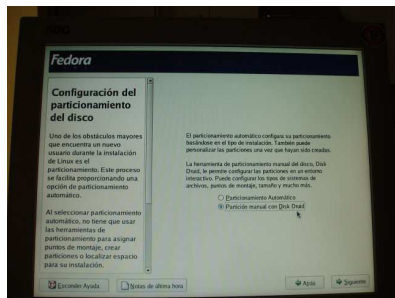 AOC
Fedora
Configuración del
particionamiento
del disco
Uno de los obstáculos mayores
que encuentra un nuevo
usuario durante la instalación
de Linux es el
particionamiento. Este proceso
se facilita proporcionando una
opción de particionamiento
automático.
Al seleccionar particionamiento
automático, no tiene que usar
las herramientas de
particionamiento para asignar
puntos de montaje, crear
particiones o localizar espacio
para su instalación.
El particionamiento automático configura su particionamiento
basándose en el tipo de instalación. También puede
personalizar las particiones una vez que hayan sido creadas.
La herramienta de particionamiento manual del disco, Disk
Druid, le permite configurar las particiones en un entorno
interactivo. Puede configurar los tipos de sistemas de
archivos, puntos de montaje, tamaño y mucho más.
Particionamiento Automático
Partición manual con Disk Druid
Esconder Ayuda
Notas de última hora
Atrás
Siguiente